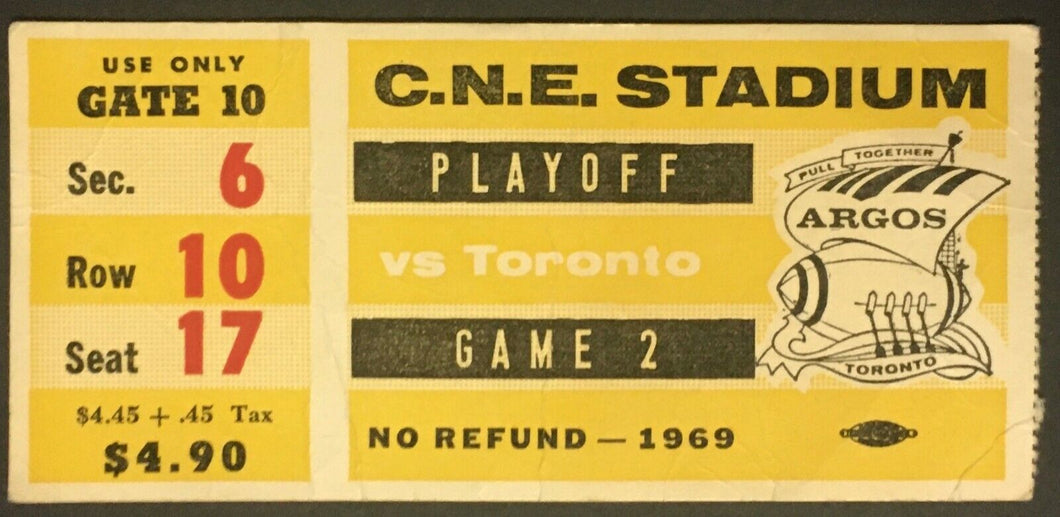 USE ONLY
GATE 10
Sec. 6
Row 10
Seat 17
$4.45 + .45 Tax
$4.90
C.N.E. STADIUM
PLAYOFF
vs Toronto
GAME 2
NO REFUND — 1969
PULL TOGETHER
ARGOS
TORONTO